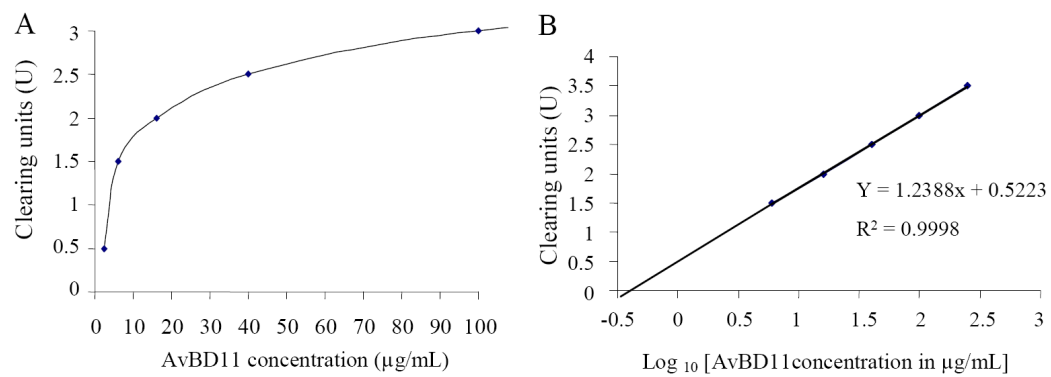 A
Clearing units (U)
3
2.5
2
1.5
1
0.5
0
0 10 20 30 40 50 60 70 80 90 100
AvBD11 concentration (µg/mL)
B
Clearing units (U)
4
3.5
3
2.5
2
1.5
1
0.5
0
Y = 1.2388x + 0.5223
R² = 0.9998
-0.5 0 0.5 1 1.5 2 2.5 3
Log 10 [AvBD11concentration in µg/mL]